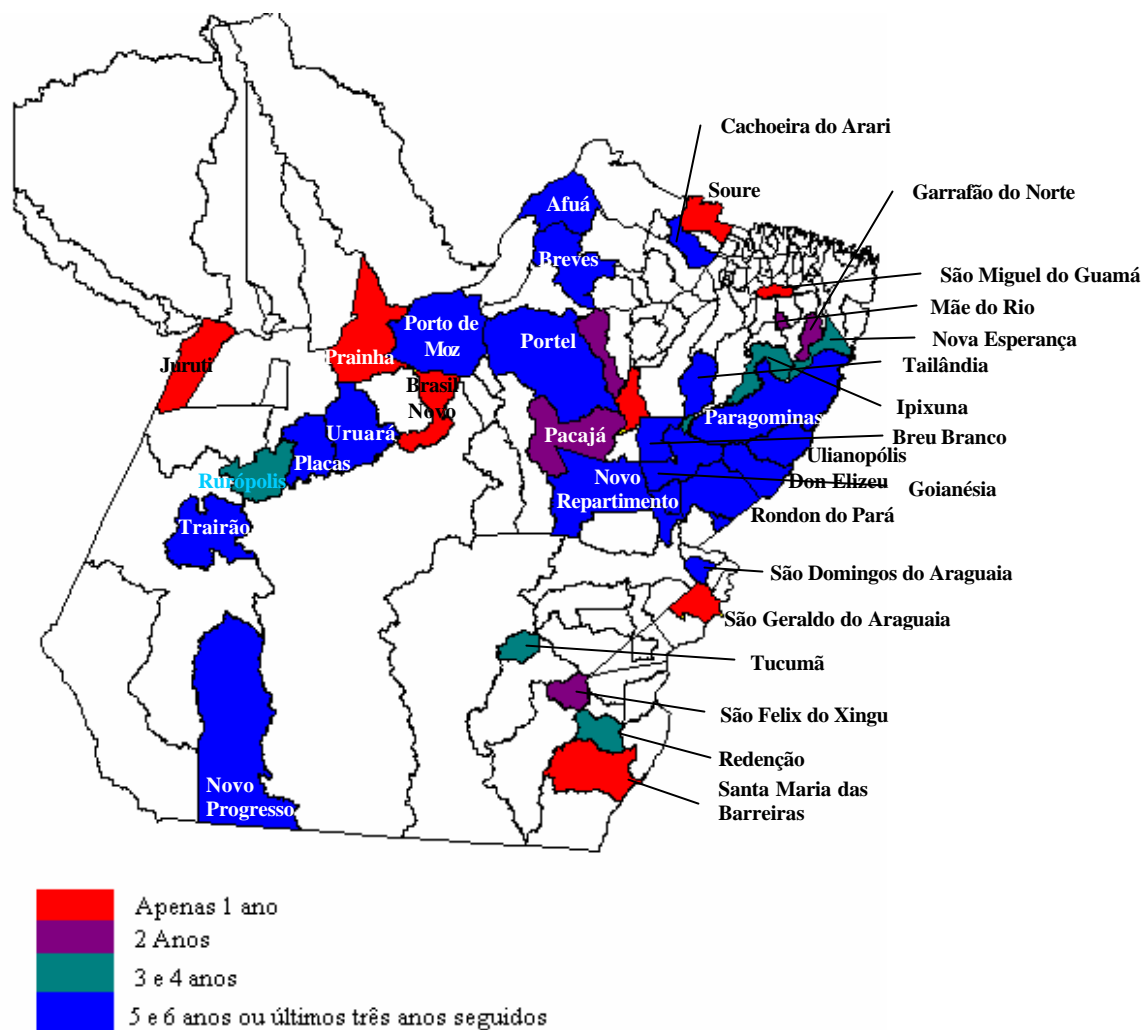 Cachoeira do Arari
Soure
Garrafão do Norte
Afuá
Breves
São Miguel do Guamá
Mãe do Rio
Nova Esperança
Porto de
Moz
Portel
Juruti
Prainha
Brasil
Novo
Tailândia
Ipixuna
Paragominas
Pacajá
Uruará
Breu Branco
Placas
Ulianopólis
Rurópolis
Novo
Repartimento
Don Elizeu
Goianésia
Trairão
Rondon do Pará
São Domingos do Araguaia
São Geraldo do Araguaia
Tucumã
São Felix do Xingu
Redenção
Novo
Progresso
Santa Maria das
Barreiras
Apenas 1 ano
2 Anos
3 e 4 anos
5 e 6 anos ou últimos três anos seguidos